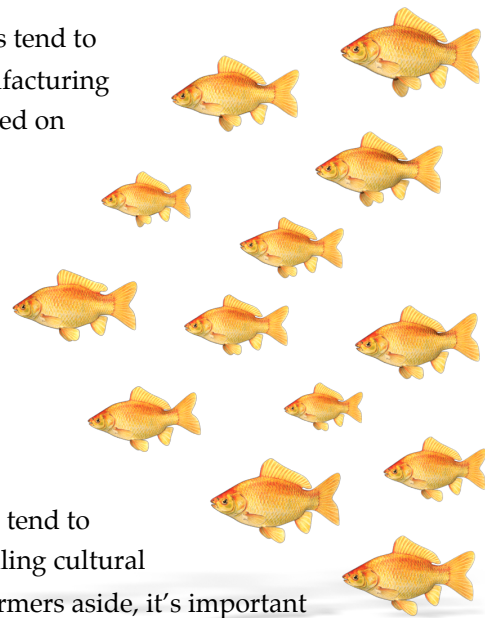 s tend to
facturing
ed on
tend to
ling cultural
rmers aside, it's important